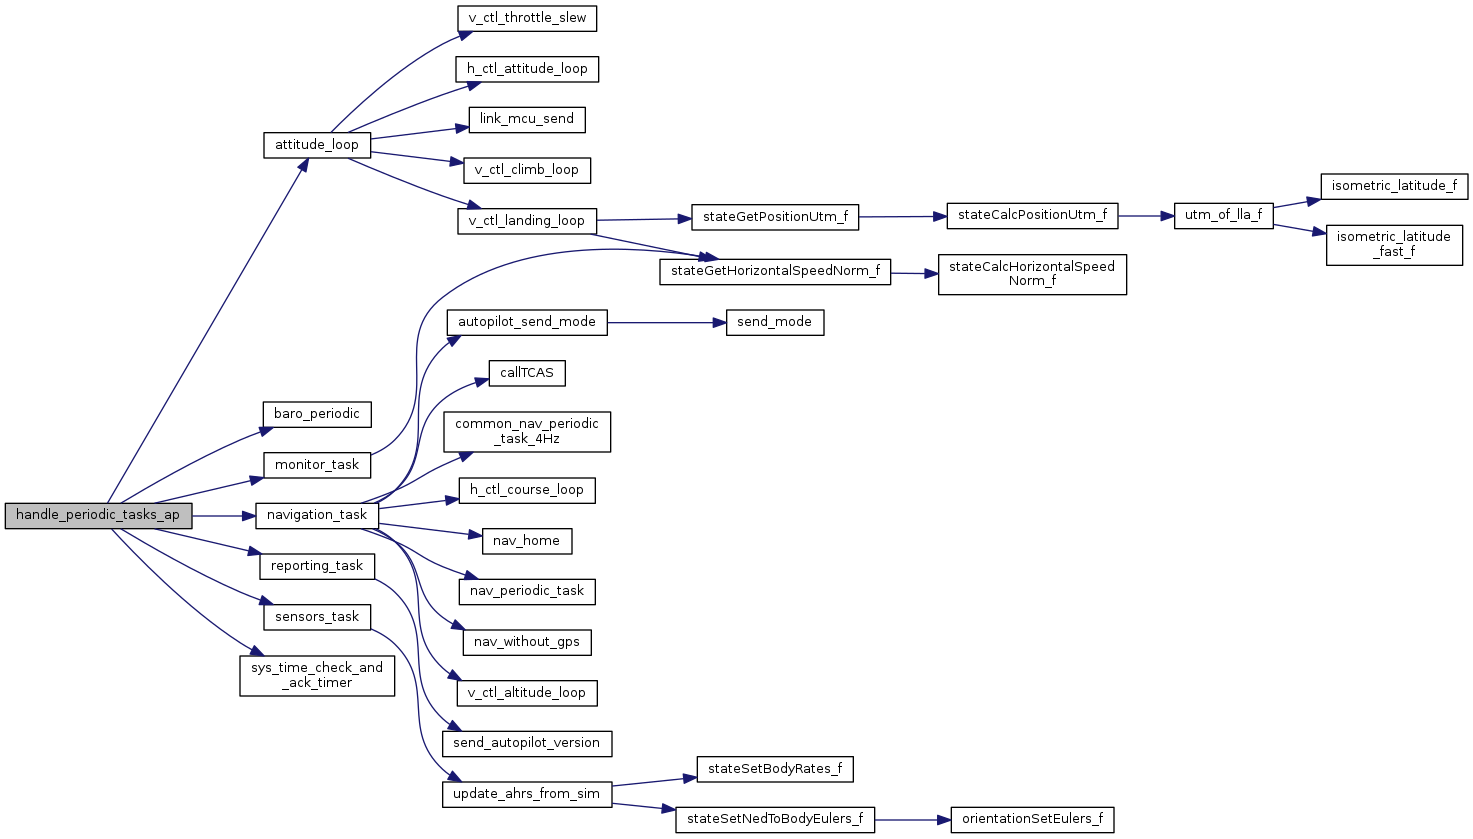 v_ctl_throttle_slew
h_ctl_attitude_loop
link_mcu_send
attitude_loop
v_ctl_climb_loop
isometric_latitude_f
v_ctl_landing_loop
stateGetPositionUtm_f
stateCalcPositionUtm_f
utm_of_lla_f
isometric_latitude
_fast_f
stateGetHorizontalSpeedNorm_f
stateCalcHorizontalSpeed
Norm_f
autopilot_send_mode
send_mode
callTCAS
baro_periodic
common_nav_periodic
_task_4Hz
monitor_task
h_ctl_course_loop
handle_periodic_tasks_ap
navigation_task
nav_home
reporting_task
nav_periodic_task
sensors_task
nav_without_gps
sys_time_check_and
_ack_timer
v_ctl_altitude_loop
send_autopilot_version
stateSetBodyRates_f
update_ahrs_from_sim
stateSetNedToBodyEulers_f
orientationSetEulers_f